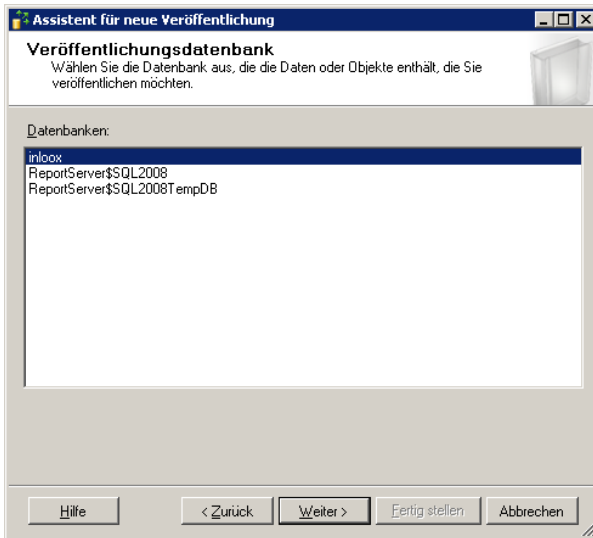 Assistent für neue Veröffentlichung
Veröffentlichungsdatenbank
Wählen Sie die Datenbank aus, die die Daten oder Objekte enthält, die Sie
veröffentlichen möchten.
Datenbanken:
inloox
ReportServer$SQL2008
ReportServer$SQL2008TempDB
Hilfe
< Zurück
Weiter >
Fertig stellen
Abbrechen